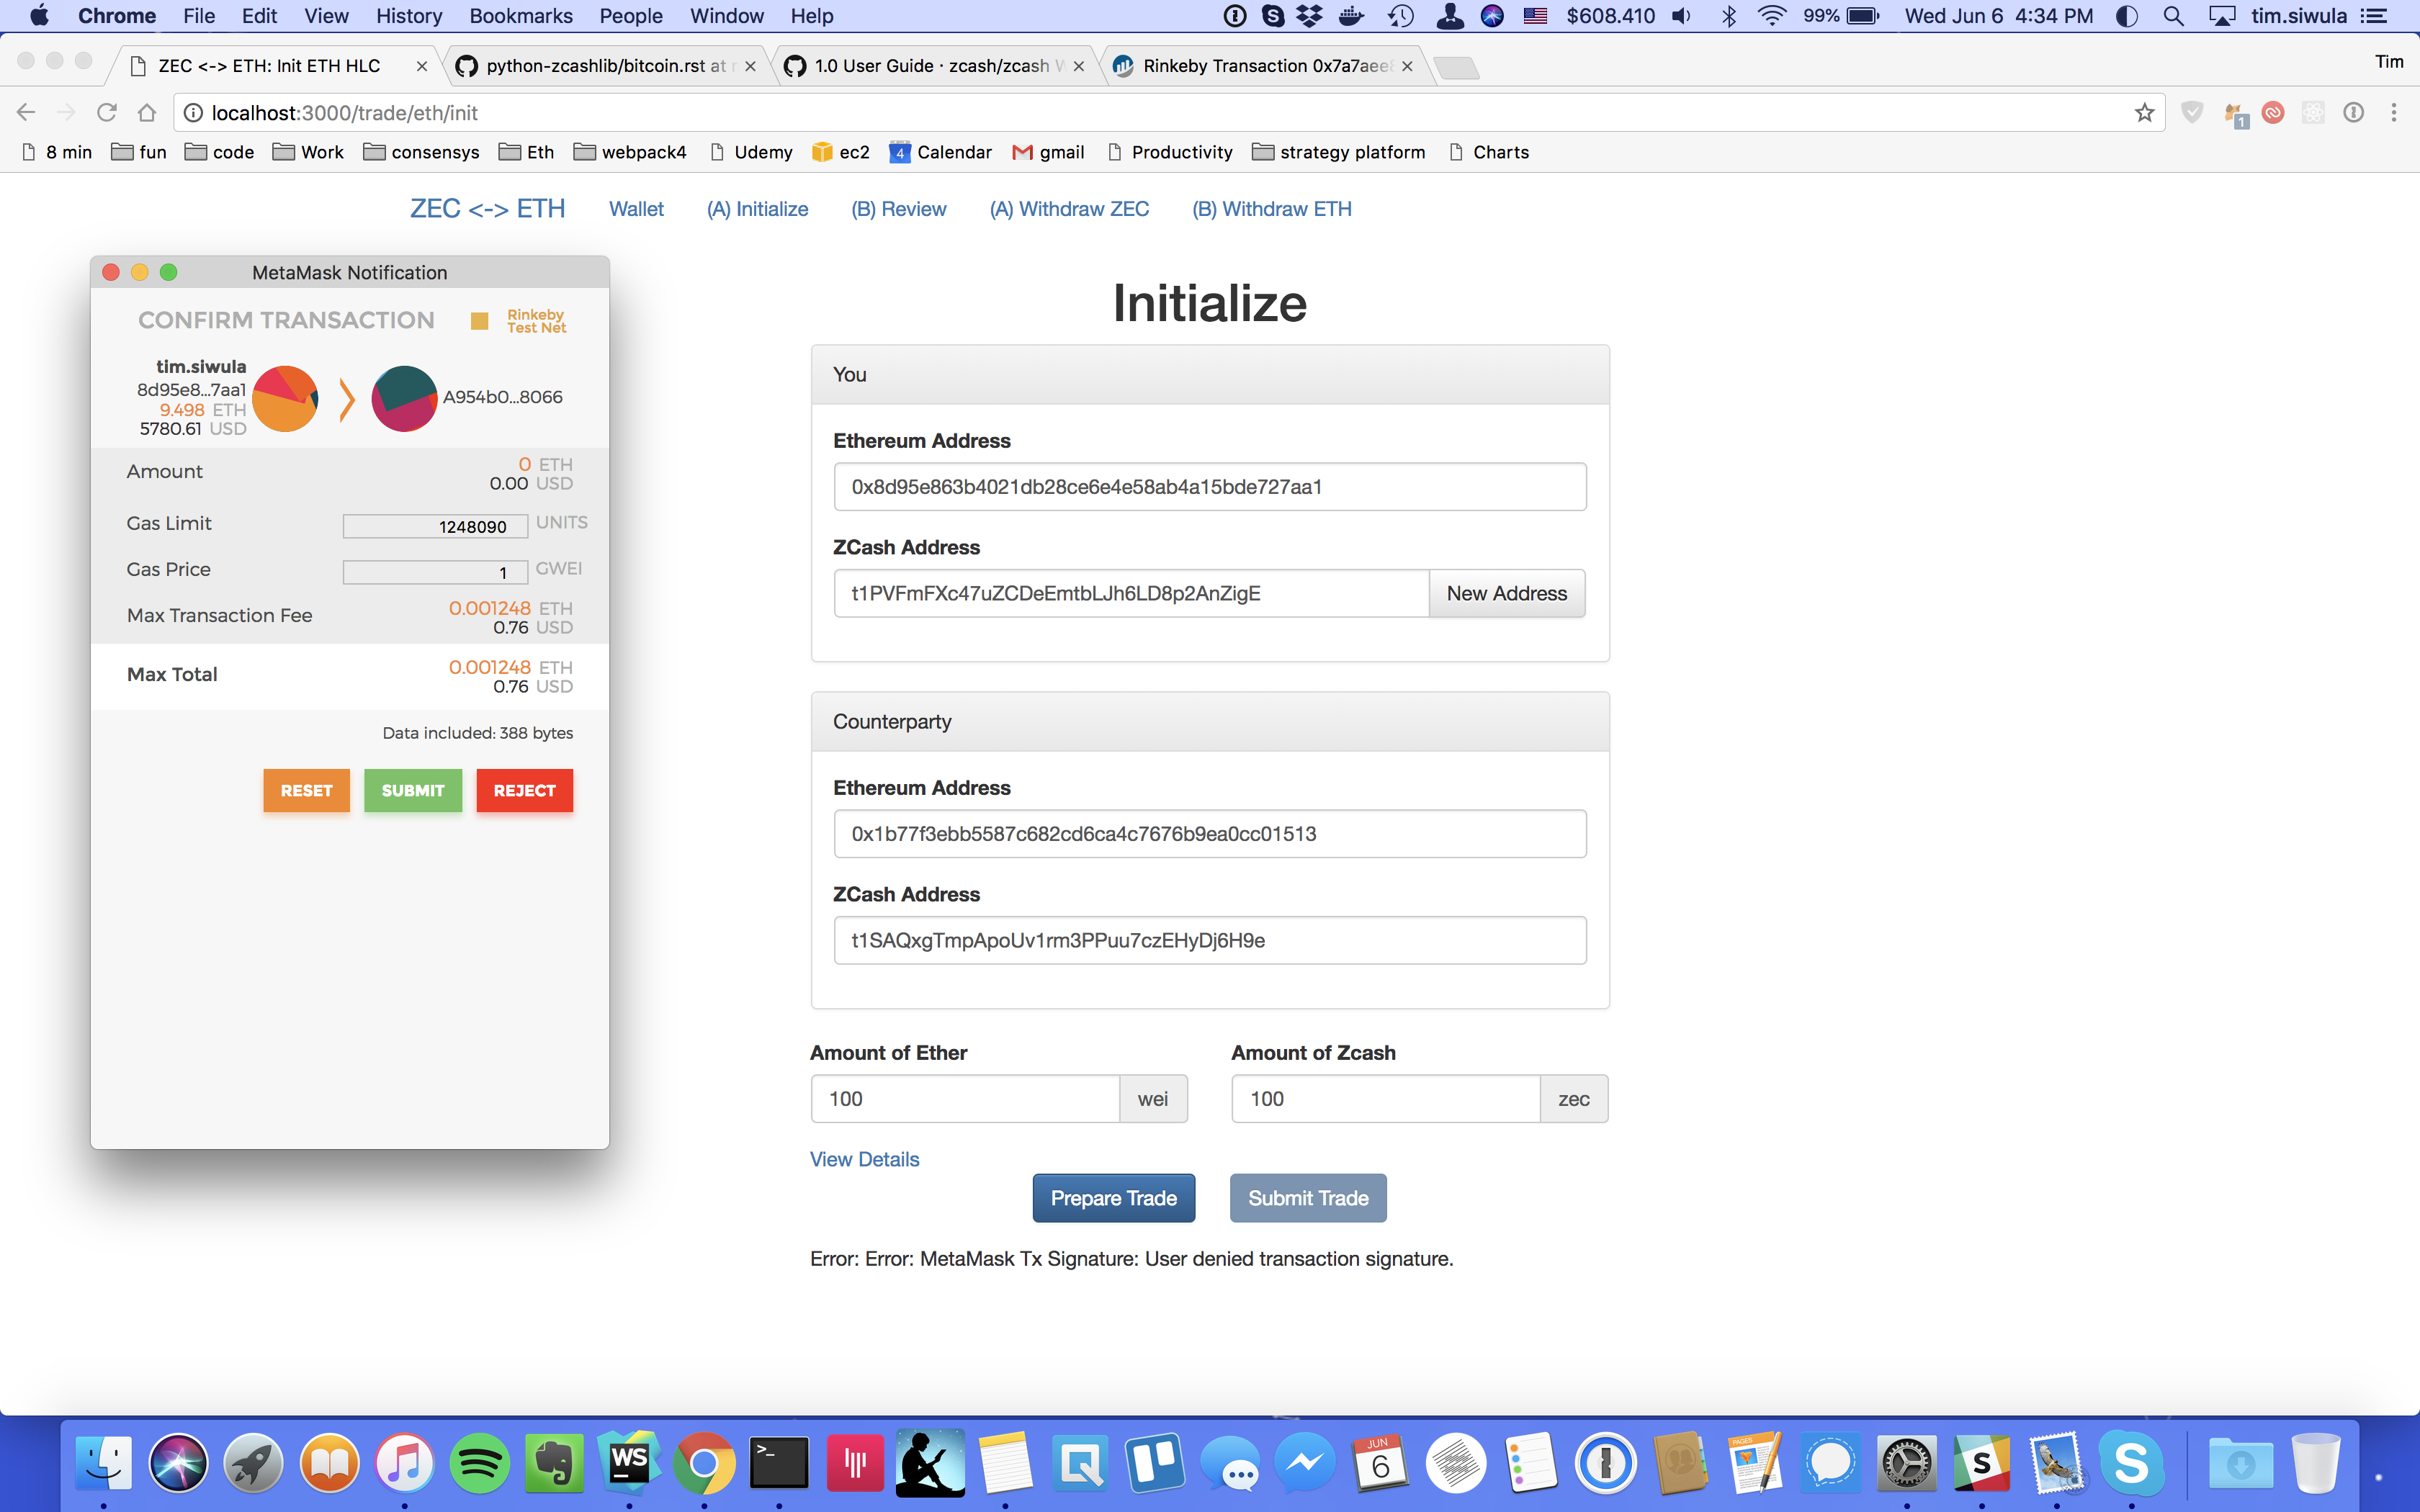 Chrome File Edit View History Bookmarks People Window Help $608.410 99% Wed Jun 6 4:34 PM tim.siwula
ZEC <-> ETH: Init ETH HLC
python-zcashlib/bitcoin.rst at
1.0 User Guide · zcash/zcash W
Rinkeby Transaction 0x7a7aee
Tim
localhost:3000/trade/eth/init
1
8 min fun code Work consensys Eth webpack4 Udemy ec2 4 Calendar gmail Productivity strategy platform Charts
ZEC <-> ETH Wallet (A) Initialize (B) Review (A) Withdraw ZEC (B) Withdraw ETH
MetaMask Notification
CONFIRM TRANSACTION
Rinkeby
Test Net
tim.siwula
8d95e8...7aa1
9.498 ETH
5780.61 USD
A954b0...8066
Amount
0 ETH
0.00 USD
Gas Limit 1248090 UNITS
Gas Price 1 GWEI
Max Transaction Fee
0.001248 ETH
0.76 USD
Max Total
0.001248 ETH
0.76 USD
Data included: 388 bytes
RESET SUBMIT REJECT
Initialize
You
Ethereum Address
0x8d95e863b4021db28ce6e4e58ab4a15bde727aa1
ZCash Address
t1PVFmFXc47uZCDeEmtbLJh6LD8p2AnZigE New Address
Counterparty
Ethereum Address
0x1b77f3ebb5587c682cd6ca4c7676b9ea0cc01513
ZCash Address
t1SAQxgTmpApoUv1rm3PPuu7czEHyDj6H9e
Amount of Ether Amount of Zcash
100 wei 100 zec
View Details
Prepare Trade Submit Trade
Error: Error: MetaMask Tx Signature: User denied transaction signature.
WS
>_
JUN
6
PAGES
S
S